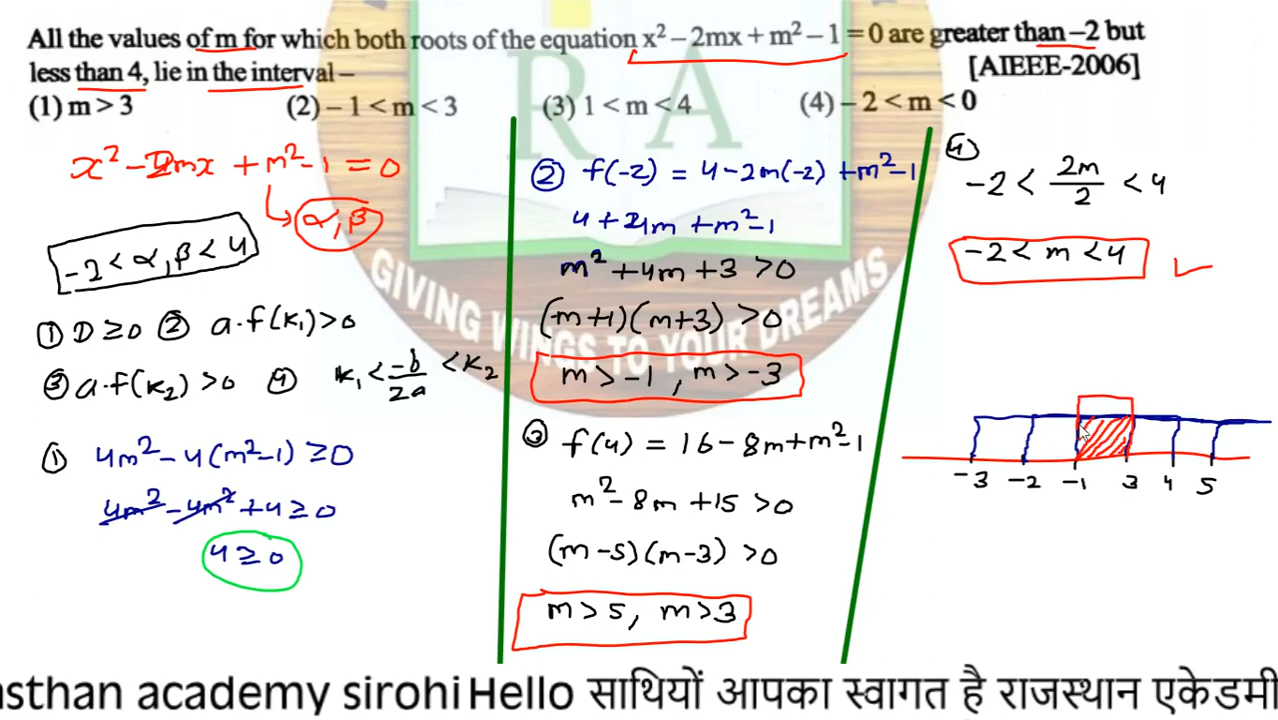 All the values of m for which both roots of the equation x² − 2mx + m² − 1 = 0 are greater than −2 but
less than 4, lie in the interval – [AIEEE-2006]
(1) m > 3 (2) – 1 < m < 3 (3) 1 < m < 4 (4) – 2 < m < 0
x² - 2mx + m² - 1 = 0
α, β
-2 < α, β < 4
① D ≥ 0 ② a·f(K₁) > 0
③ a·f(K₂) > 0 ④ K₁ < -b/2a < K₂
① 4m² - 4(m² - 1) ≥ 0
4m² - 4m² + 4 ≥ 0
4 ≥ 0
② f(-2) = 4 - 2m(-2) + m² - 1
4 + 4m + m² - 1
m² + 4m + 3 > 0
(m + 1)(m + 3) > 0
m > -1, m > -3
③ f(4) = 16 - 8m + m² - 1
m² - 8m + 15 > 0
(m - 5)(m - 3) > 0
m > 5, m > 3
④
-2 < 2m/2 < 4
-2 < m < 4 ✓
-3 -2 -1 3 4 5
R A
GIVING WINGS TO YOUR DREAMS
asthan academy sirohi Hello साथियों आपका स्वागत है राजस्थान एकेडमी